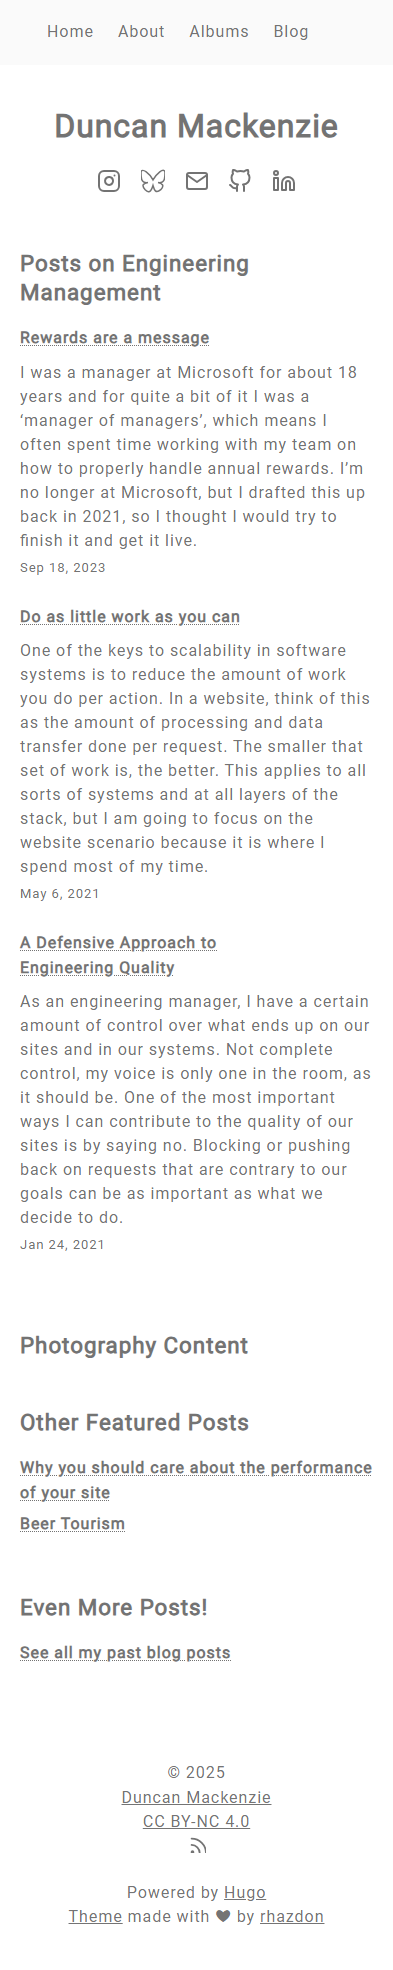 Home About Albums Blog
Duncan Mackenzie
Posts on Engineering
Management
Rewards are a message
I was a manager at Microsoft for about 18
years and for quite a bit of it I was a
‘manager of managers’, which means I
often spent time working with my team on
how to properly handle annual rewards. I’m
no longer at Microsoft, but I drafted this up
back in 2021, so I thought I would try to
finish it and get it live.
Sep 18, 2023
Do as little work as you can
One of the keys to scalability in software
systems is to reduce the amount of work
you do per action. In a website, think of this
as the amount of processing and data
transfer done per request. The smaller that
set of work is, the better. This applies to all
sorts of systems and at all layers of the
stack, but I am going to focus on the
website scenario because it is where I
spend most of my time.
May 6, 2021
A Defensive Approach to
Engineering Quality
As an engineering manager, I have a certain
amount of control over what ends up on our
sites and in our systems. Not complete
control, my voice is only one in the room, as
it should be. One of the most important
ways I can contribute to the quality of our
sites is by saying no. Blocking or pushing
back on requests that are contrary to our
goals can be as important as what we
decide to do.
Jan 24, 2021
Photography Content
Other Featured Posts
Why you should care about the performance
of your site
Beer Tourism
Even More Posts!
See all my past blog posts
© 2025
Duncan Mackenzie
CC BY-NC 4.0
Powered by Hugo
Theme made with ❤ by rhazdon